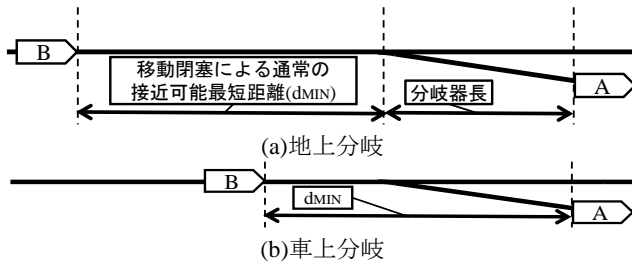 B
移動閉塞による通常の
接近可能最短距離(dMIN)
分岐器長
A
(a)地上分岐
B
dMIN
A
(b)車上分岐